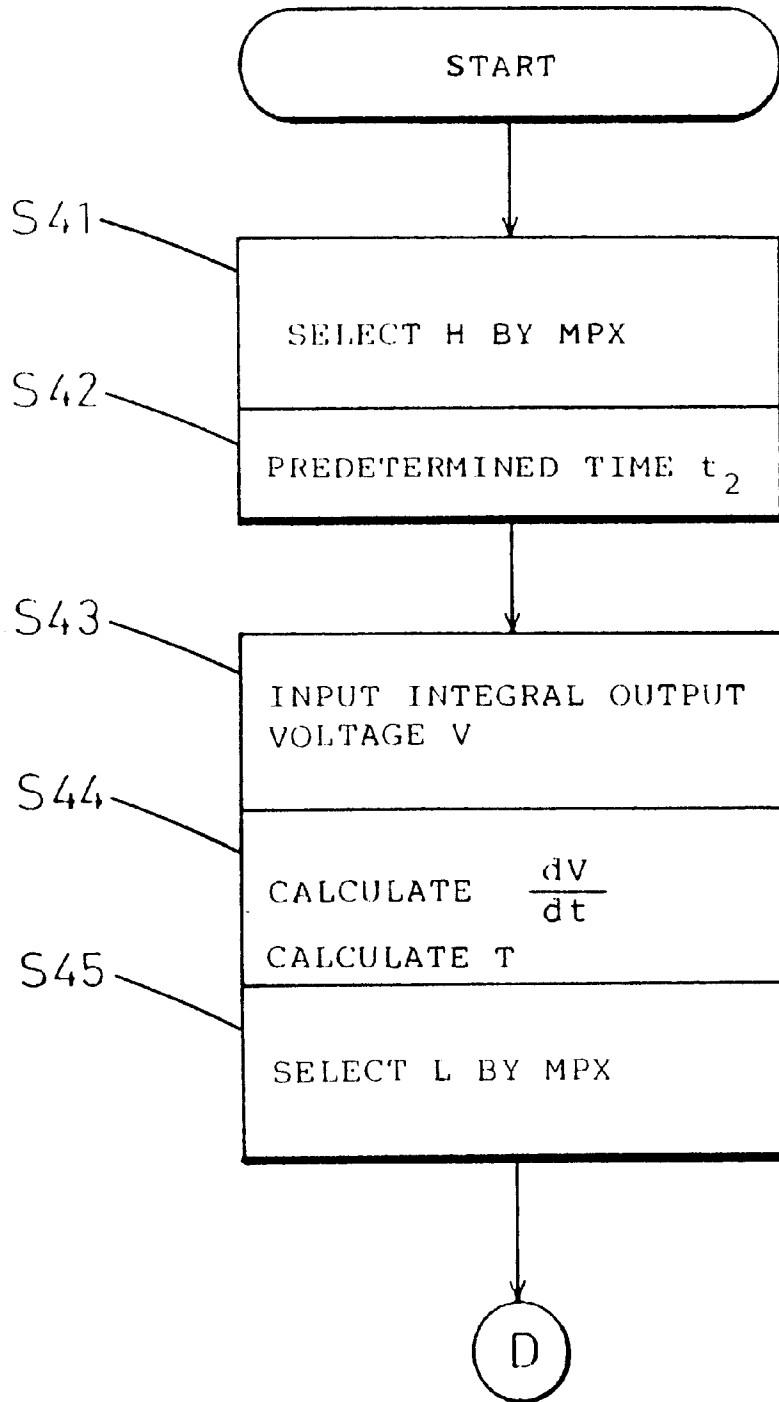 START
S41
SELECT H BY MPX
S42
PREDETERMINED TIME t₂
S43
INPUT INTEGRAL OUTPUT
VOLTAGE V
S44
CALCULATE dV/dt
CALCULATE T
S45
SELECT L BY MPX
D